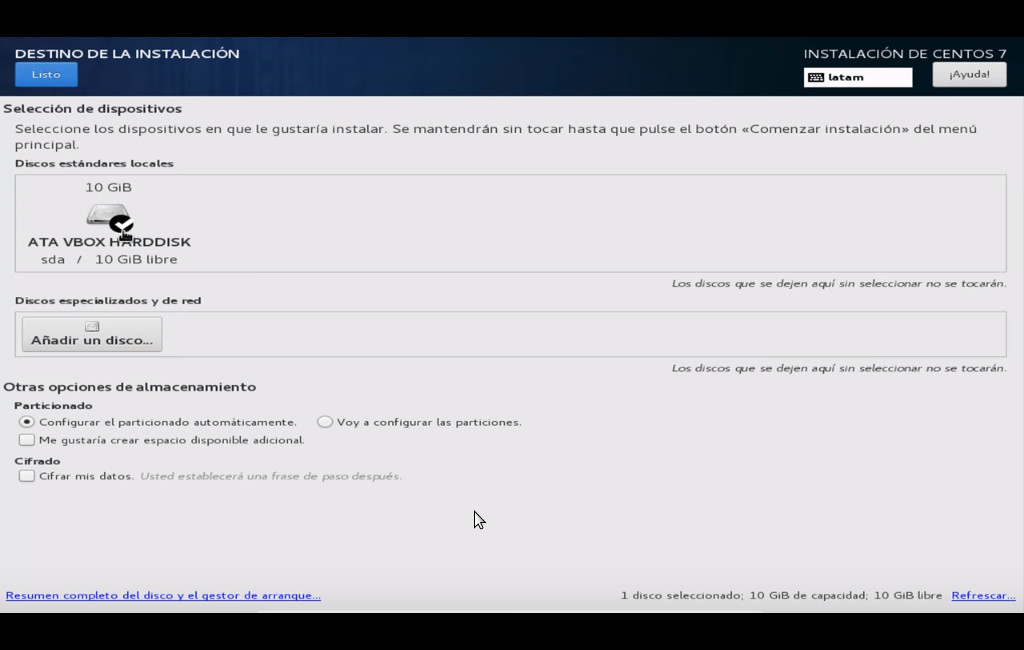 DESTINO DE LA INSTALACIÓN
INSTALACIÓN DE CENTOS 7
Listo
latam
¡Ayuda!
Selección de dispositivos
Seleccione los dispositivos en que le gustaría instalar. Se mantendrán sin tocar hasta que pulse el botón «Comenzar instalación» del menú
principal.
Discos estándares locales
10 GiB
ATA VBOX HARDDISK
sda / 10 GiB libre
Los discos que se dejen aquí sin seleccionar no se tocarán.
Discos especializados y de red
Añadir un disco...
Los discos que se dejen aquí sin seleccionar no se tocarán.
Otras opciones de almacenamiento
Particionado
Configurar el particionado automáticamente. Voy a configurar las particiones.
Me gustaría crear espacio disponible adicional.
Cifrado
Cifrar mis datos. Usted establecerá una frase de paso después.
Resumen completo del disco y el gestor de arranque...
1 disco seleccionado; 10 GiB de capacidad; 10 GiB libre Refrescar...